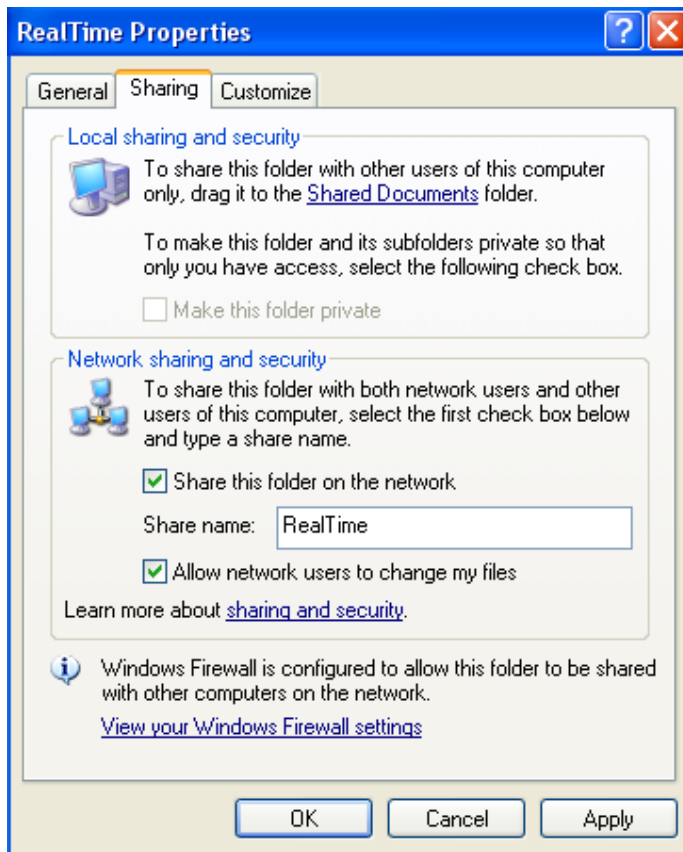 RealTime Properties
General Sharing Customize
Local sharing and security
To share this folder with other users of this computer
only, drag it to the Shared Documents folder.
To make this folder and its subfolders private so that
only you have access, select the following check box.
Make this folder private
Network sharing and security
To share this folder with both network users and other
users of this computer, select the first check box below
and type a share name.
Share this folder on the network
Share name: RealTime
Allow network users to change my files
Learn more about sharing and security.
Windows Firewall is configured to allow this folder to be shared
with other computers on the network.
View your Windows Firewall settings
OK Cancel Apply